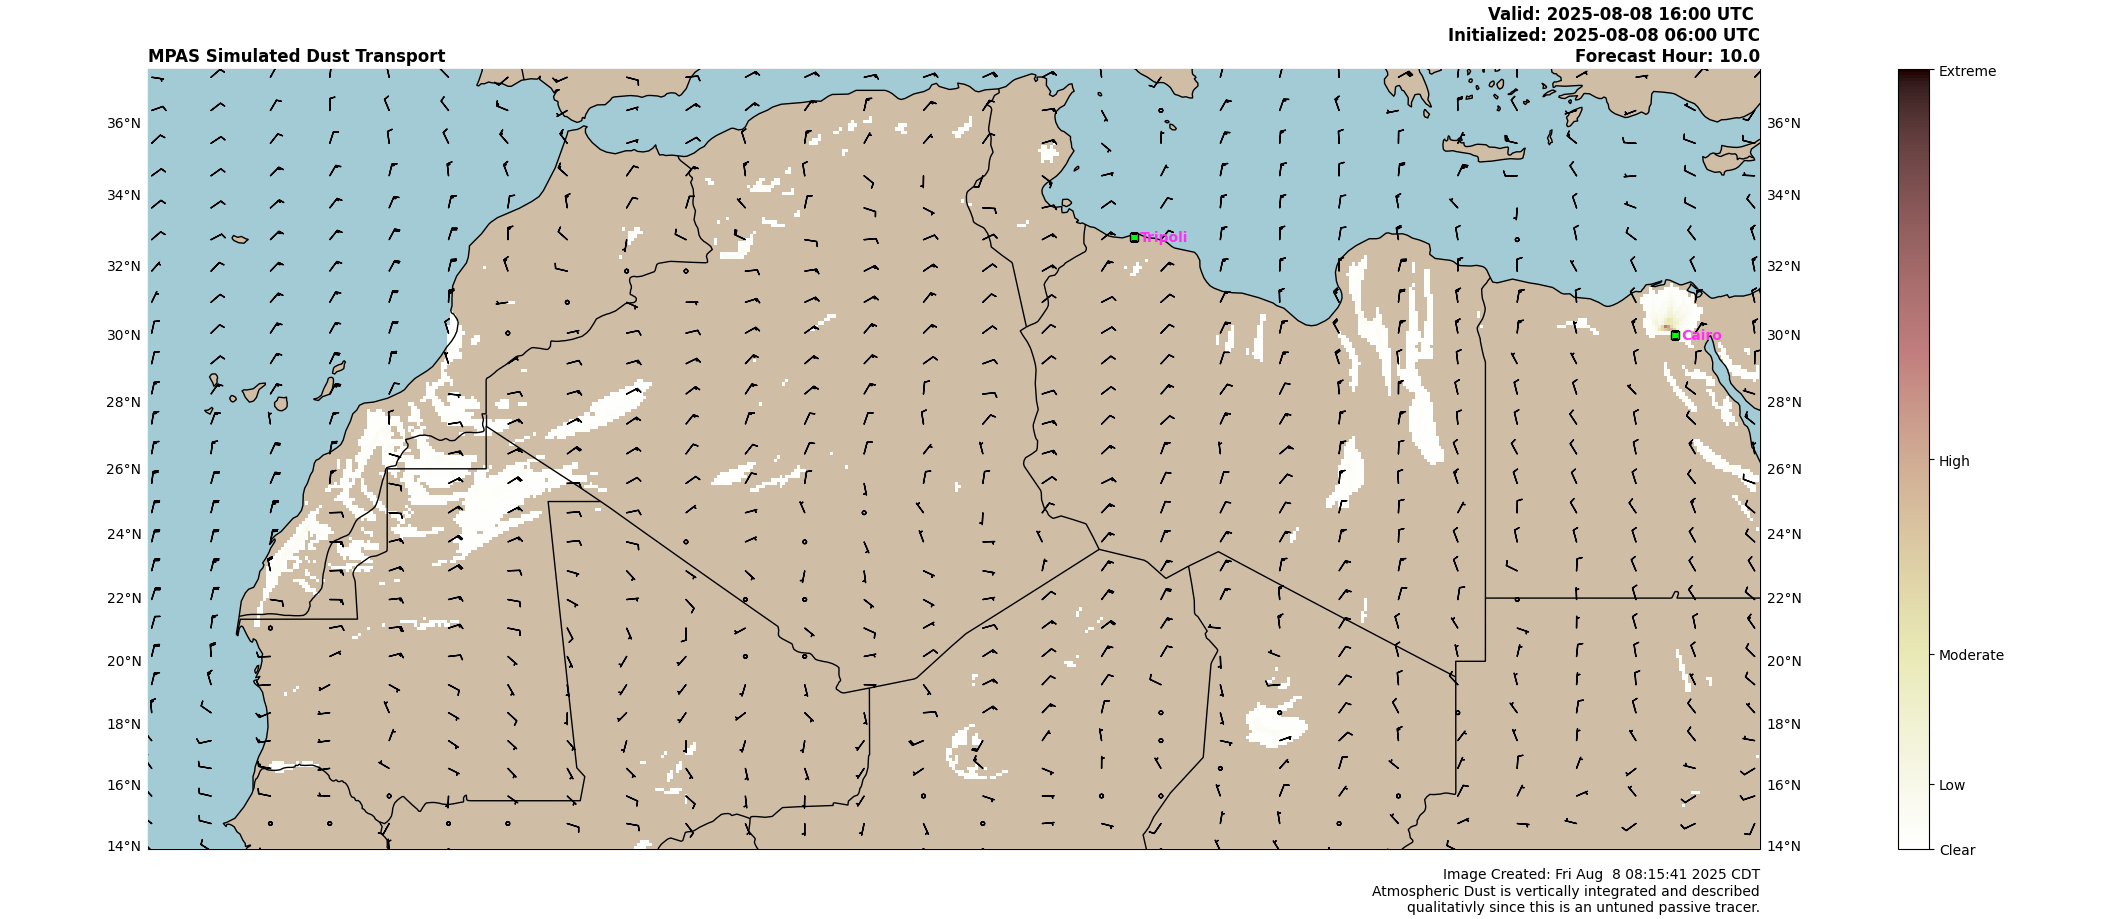 Valid: 2025-08-08 16:00 UTC
Initialized: 2025-08-08 06:00 UTC
MPAS Simulated Dust Transport
Forecast Hour: 10.0
Extreme
36°N
36°N
34°N
34°N
Tripoli
32°N
32°N
30°N
Cairo
30°N
28°N
28°N
High
26°N
26°N
24°N
24°N
22°N
22°N
20°N
20°N
Moderate
18°N
18°N
16°N
16°N
Low
14°N
14°N
Clear
Image Created: Fri Aug  8 08:15:41 2025 CDT
Atmospheric Dust is vertically integrated and described
qualitativly since this is an untuned passive tracer.